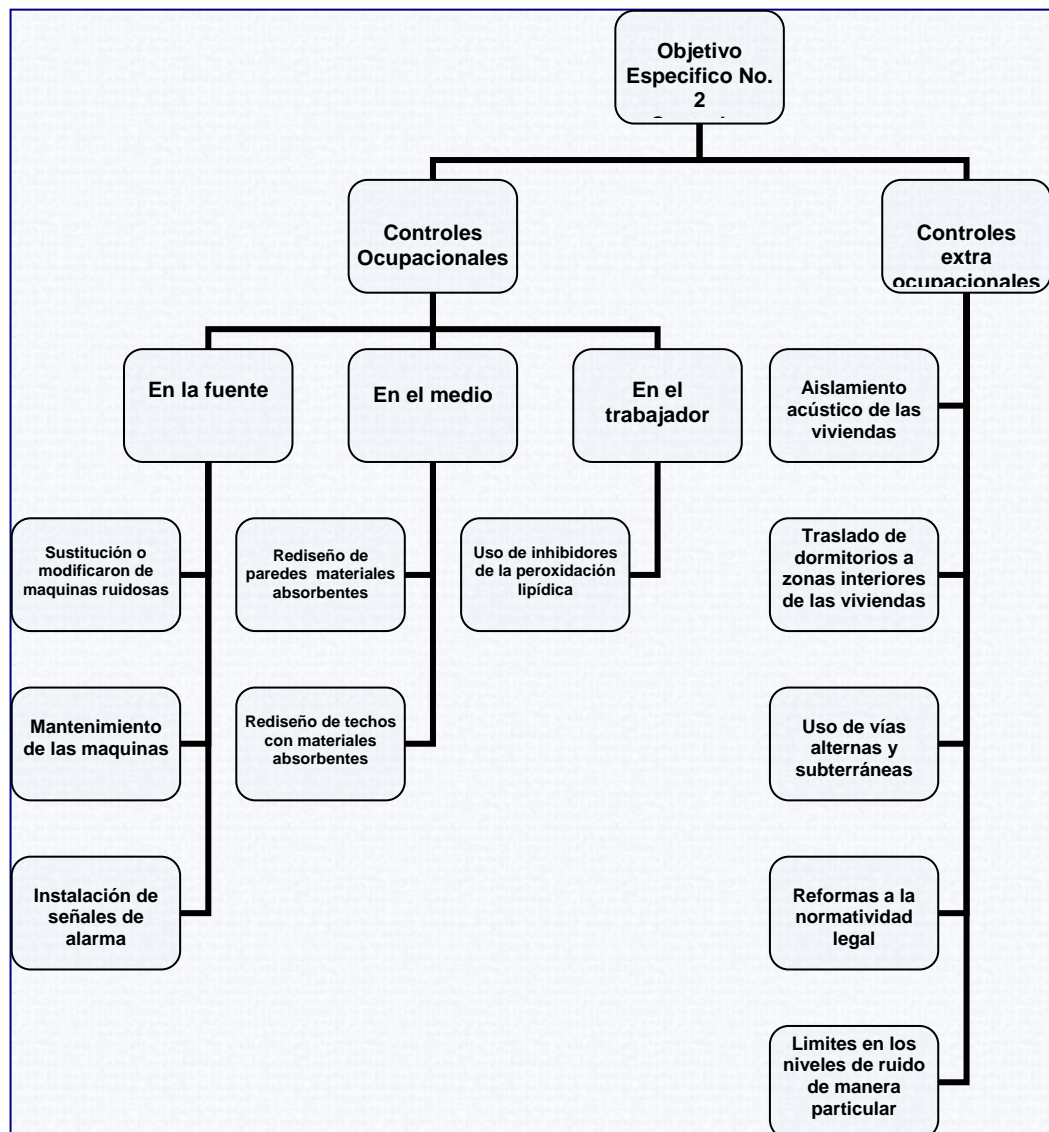 Objetivo
Especifico No.
2
Controles
Ocupacionales
Controles
extra
ocupacionales
En la fuente
En el medio
En el
trabajador
Aislamiento
acústico de las
viviendas
Sustitución o
modificaron de
maquinas ruidosas
Rediseño de
paredes materiales
absorbentes
Uso de inhibidores
de la peroxidación
lipídica
Traslado de
dormitorios a
zonas interiores
de las viviendas
Mantenimiento
de las maquinas
Rediseño de techos
con materiales
absorbentes
Uso de vías
alternas y
subterráneas
Instalación de
señales de
alarma
Reformas a la
normatividad
legal
Limites en los
niveles de ruido
de manera
particular